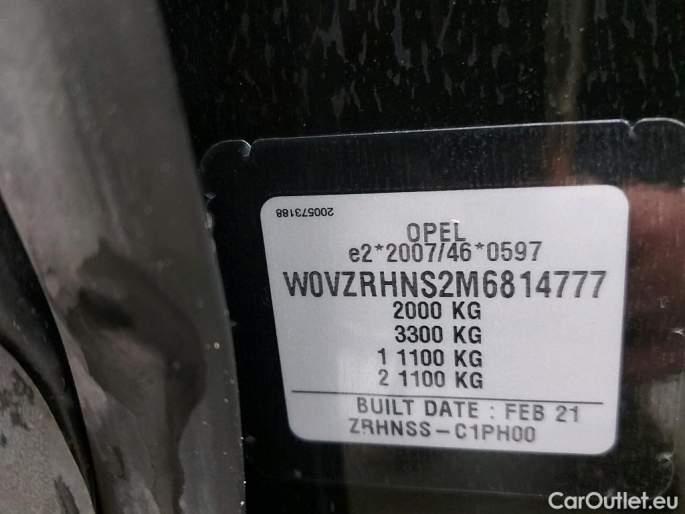 200573188
OPEL
e2*2007/46*0597
W0VZRHNS2M6814777
2000 KG
3300 KG
1 1100 KG
2 1100 KG
BUILT DATE : FEB 21
ZRHNSS-C1PH00
CarOutlet.eu